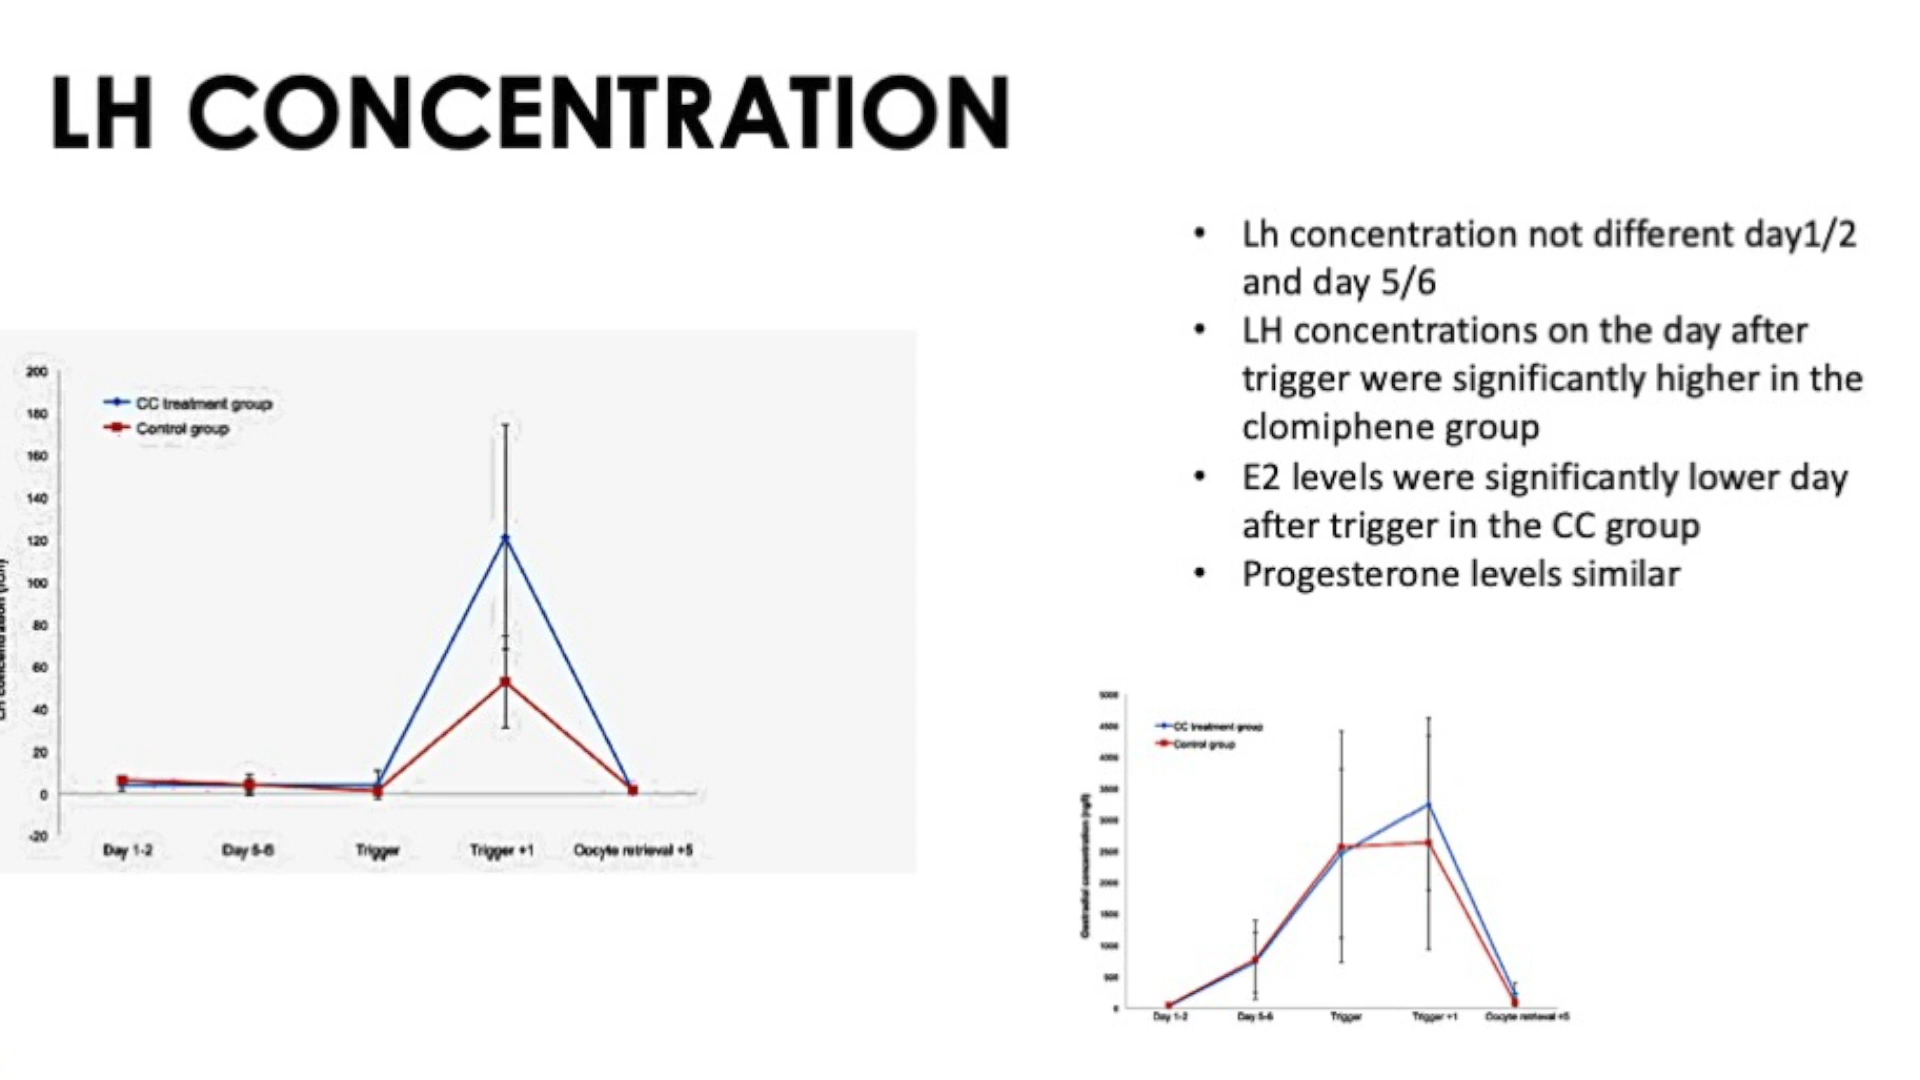 LH CONCENTRATION
• Lh concentration not different day1/2
and day 5/6
• LH concentrations on the day after
trigger were significantly higher in the
clomiphene group
• E2 levels were significantly lower day
after trigger in the CC group
• Progesterone levels similar
200
180
160
140
120
100
80
60
40
20
0
-20
CC treatment group
Control group
Day 1-2 Day 5-6 Trigger Trigger +1 Oocyte retrieval +5
Oestradiol concentration (ng/l)
5000
4500
4000
3500
3000
2500
2000
1500
1000
500
0
CC treatment group
Control group
Day 1-2 Day 5-6 Trigger Trigger +1 Oocyte retrieval +5